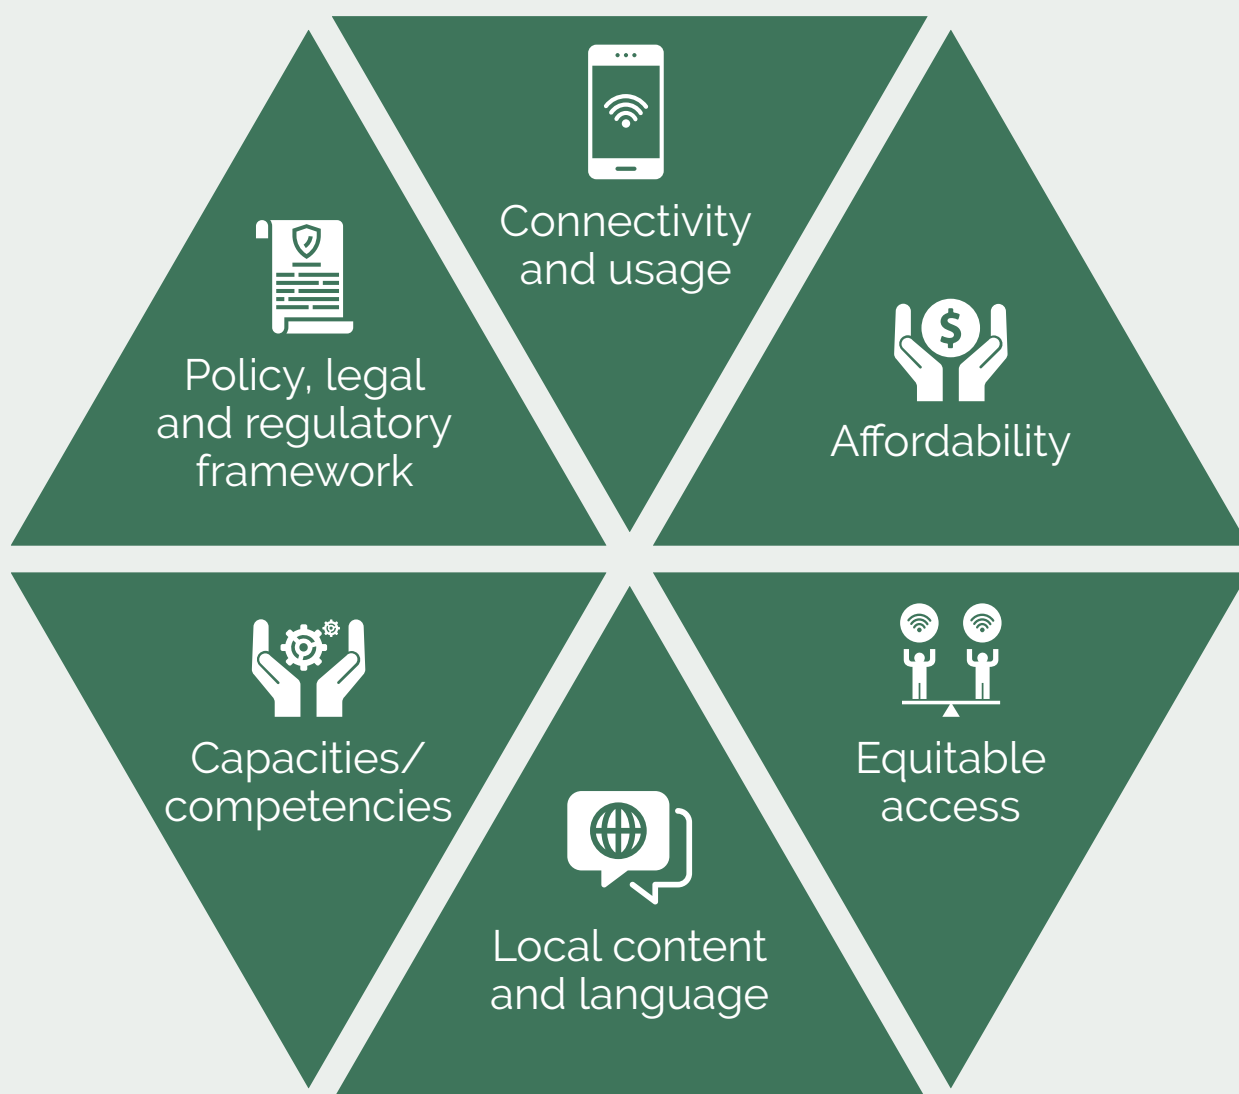 Connectivity
and usage
Policy, legal
and regulatory
framework
$
Affordability
Capacities/
competencies
Equitable
access
Local content
and language